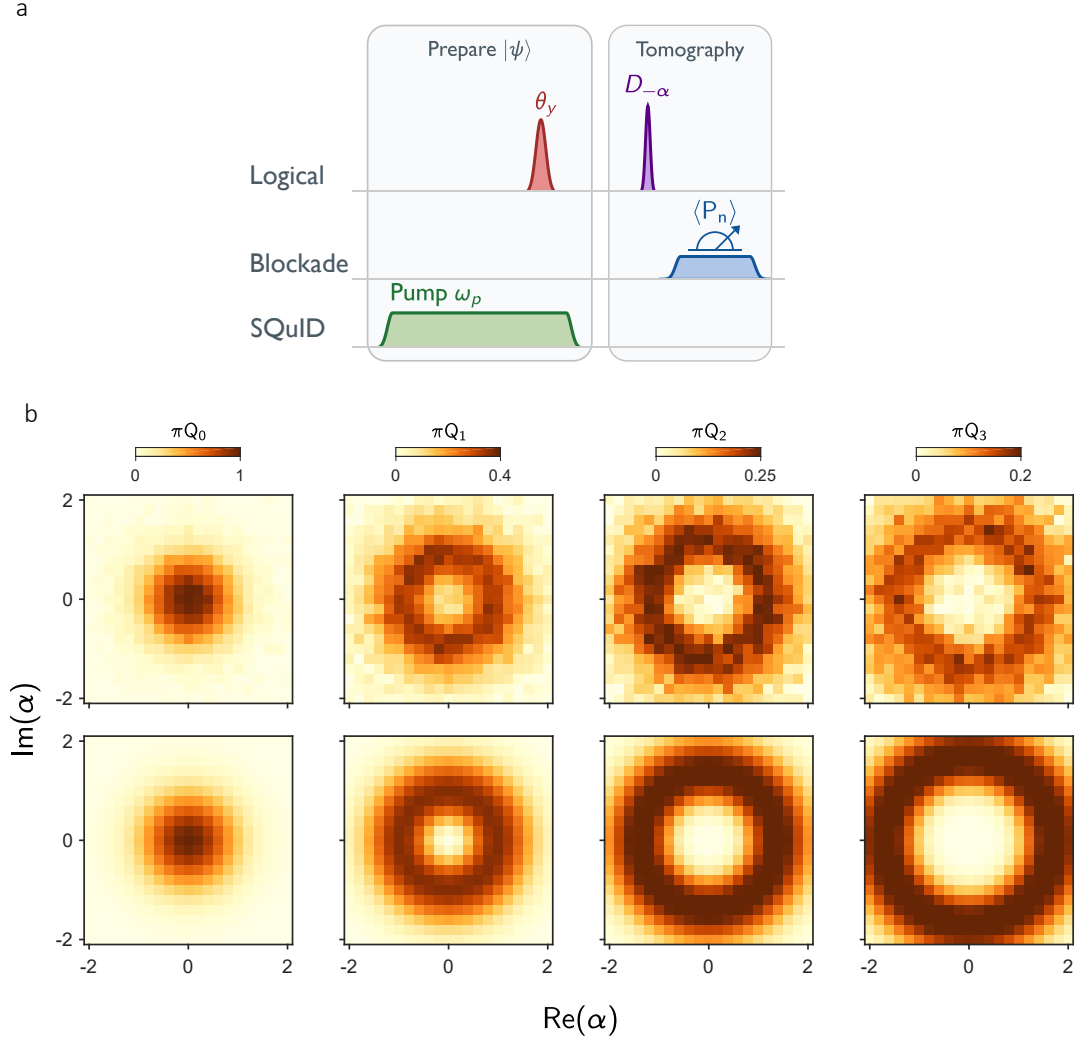 a
Prepare |ψ⟩
Tomography
θy
D−α
Logical
⟨Pn⟩
Blockade
Pump ωp
SQuID
b
πQ0
πQ1
πQ2
πQ3
0 1
0 0.4
0 0.25
0 0.2
2
0
-2
2
0
-2
Im(α)
-2 0 2
-2 0 2
-2 0 2
-2 0 2
Re(α)